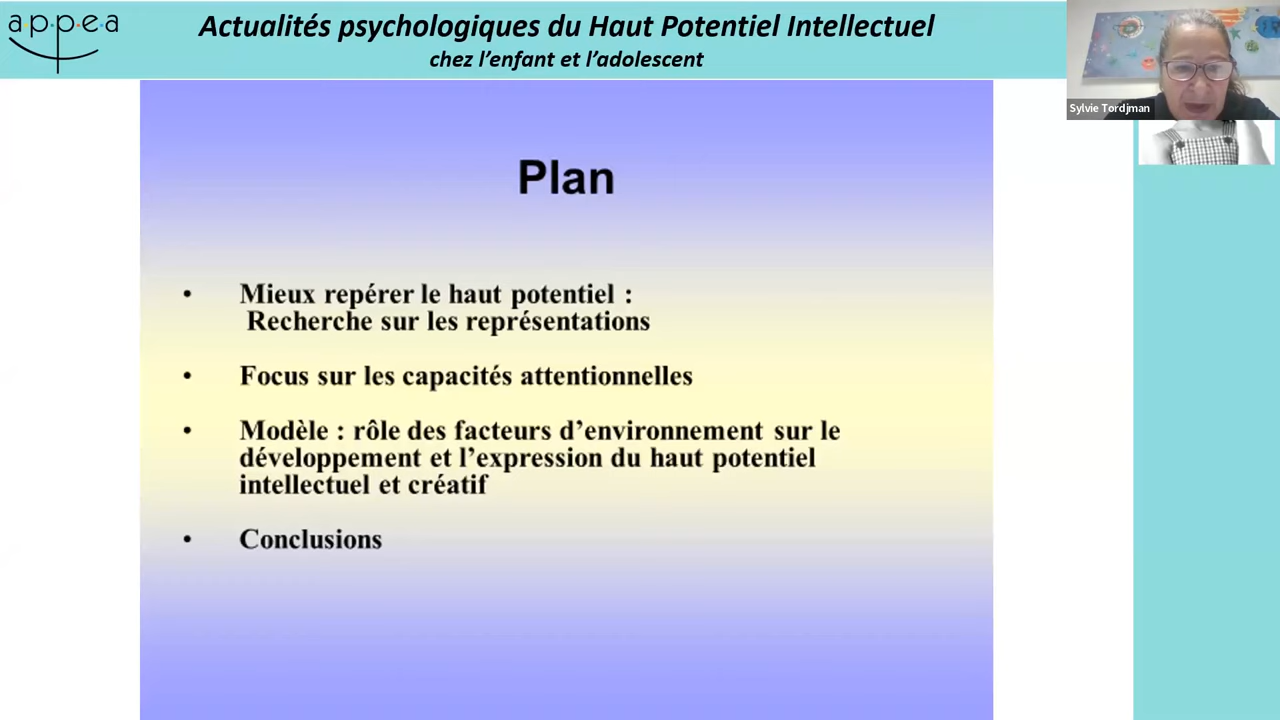 appea
Actualités psychologiques du Haut Potentiel Intellectuel
chez l'enfant et l'adolescent
Sylvie Tordjman
Plan
• Mieux repérer le haut potentiel :
Recherche sur les représentations
• Focus sur les capacités attentionnelles
• Modèle : rôle des facteurs d’environnement sur le
développement et l’expression du haut potentiel
intellectuel et créatif
• Conclusions